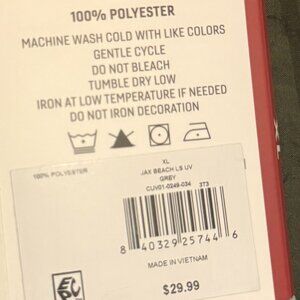 100% POLYESTER
MACHINE WASH COLD WITH LIKE COLORS
GENTLE CYCLE
DO NOT BLEACH
TUMBLE DRY LOW
IRON AT LOW TEMPERATURE IF NEEDED
DO NOT IRON DECORATION
100% POLYESTER
XL
JAX BEACH LS UV
GRBY
CUV01-0249-034 3T3
8 40329 25744 6
MADE IN VIETNAM
$29.99